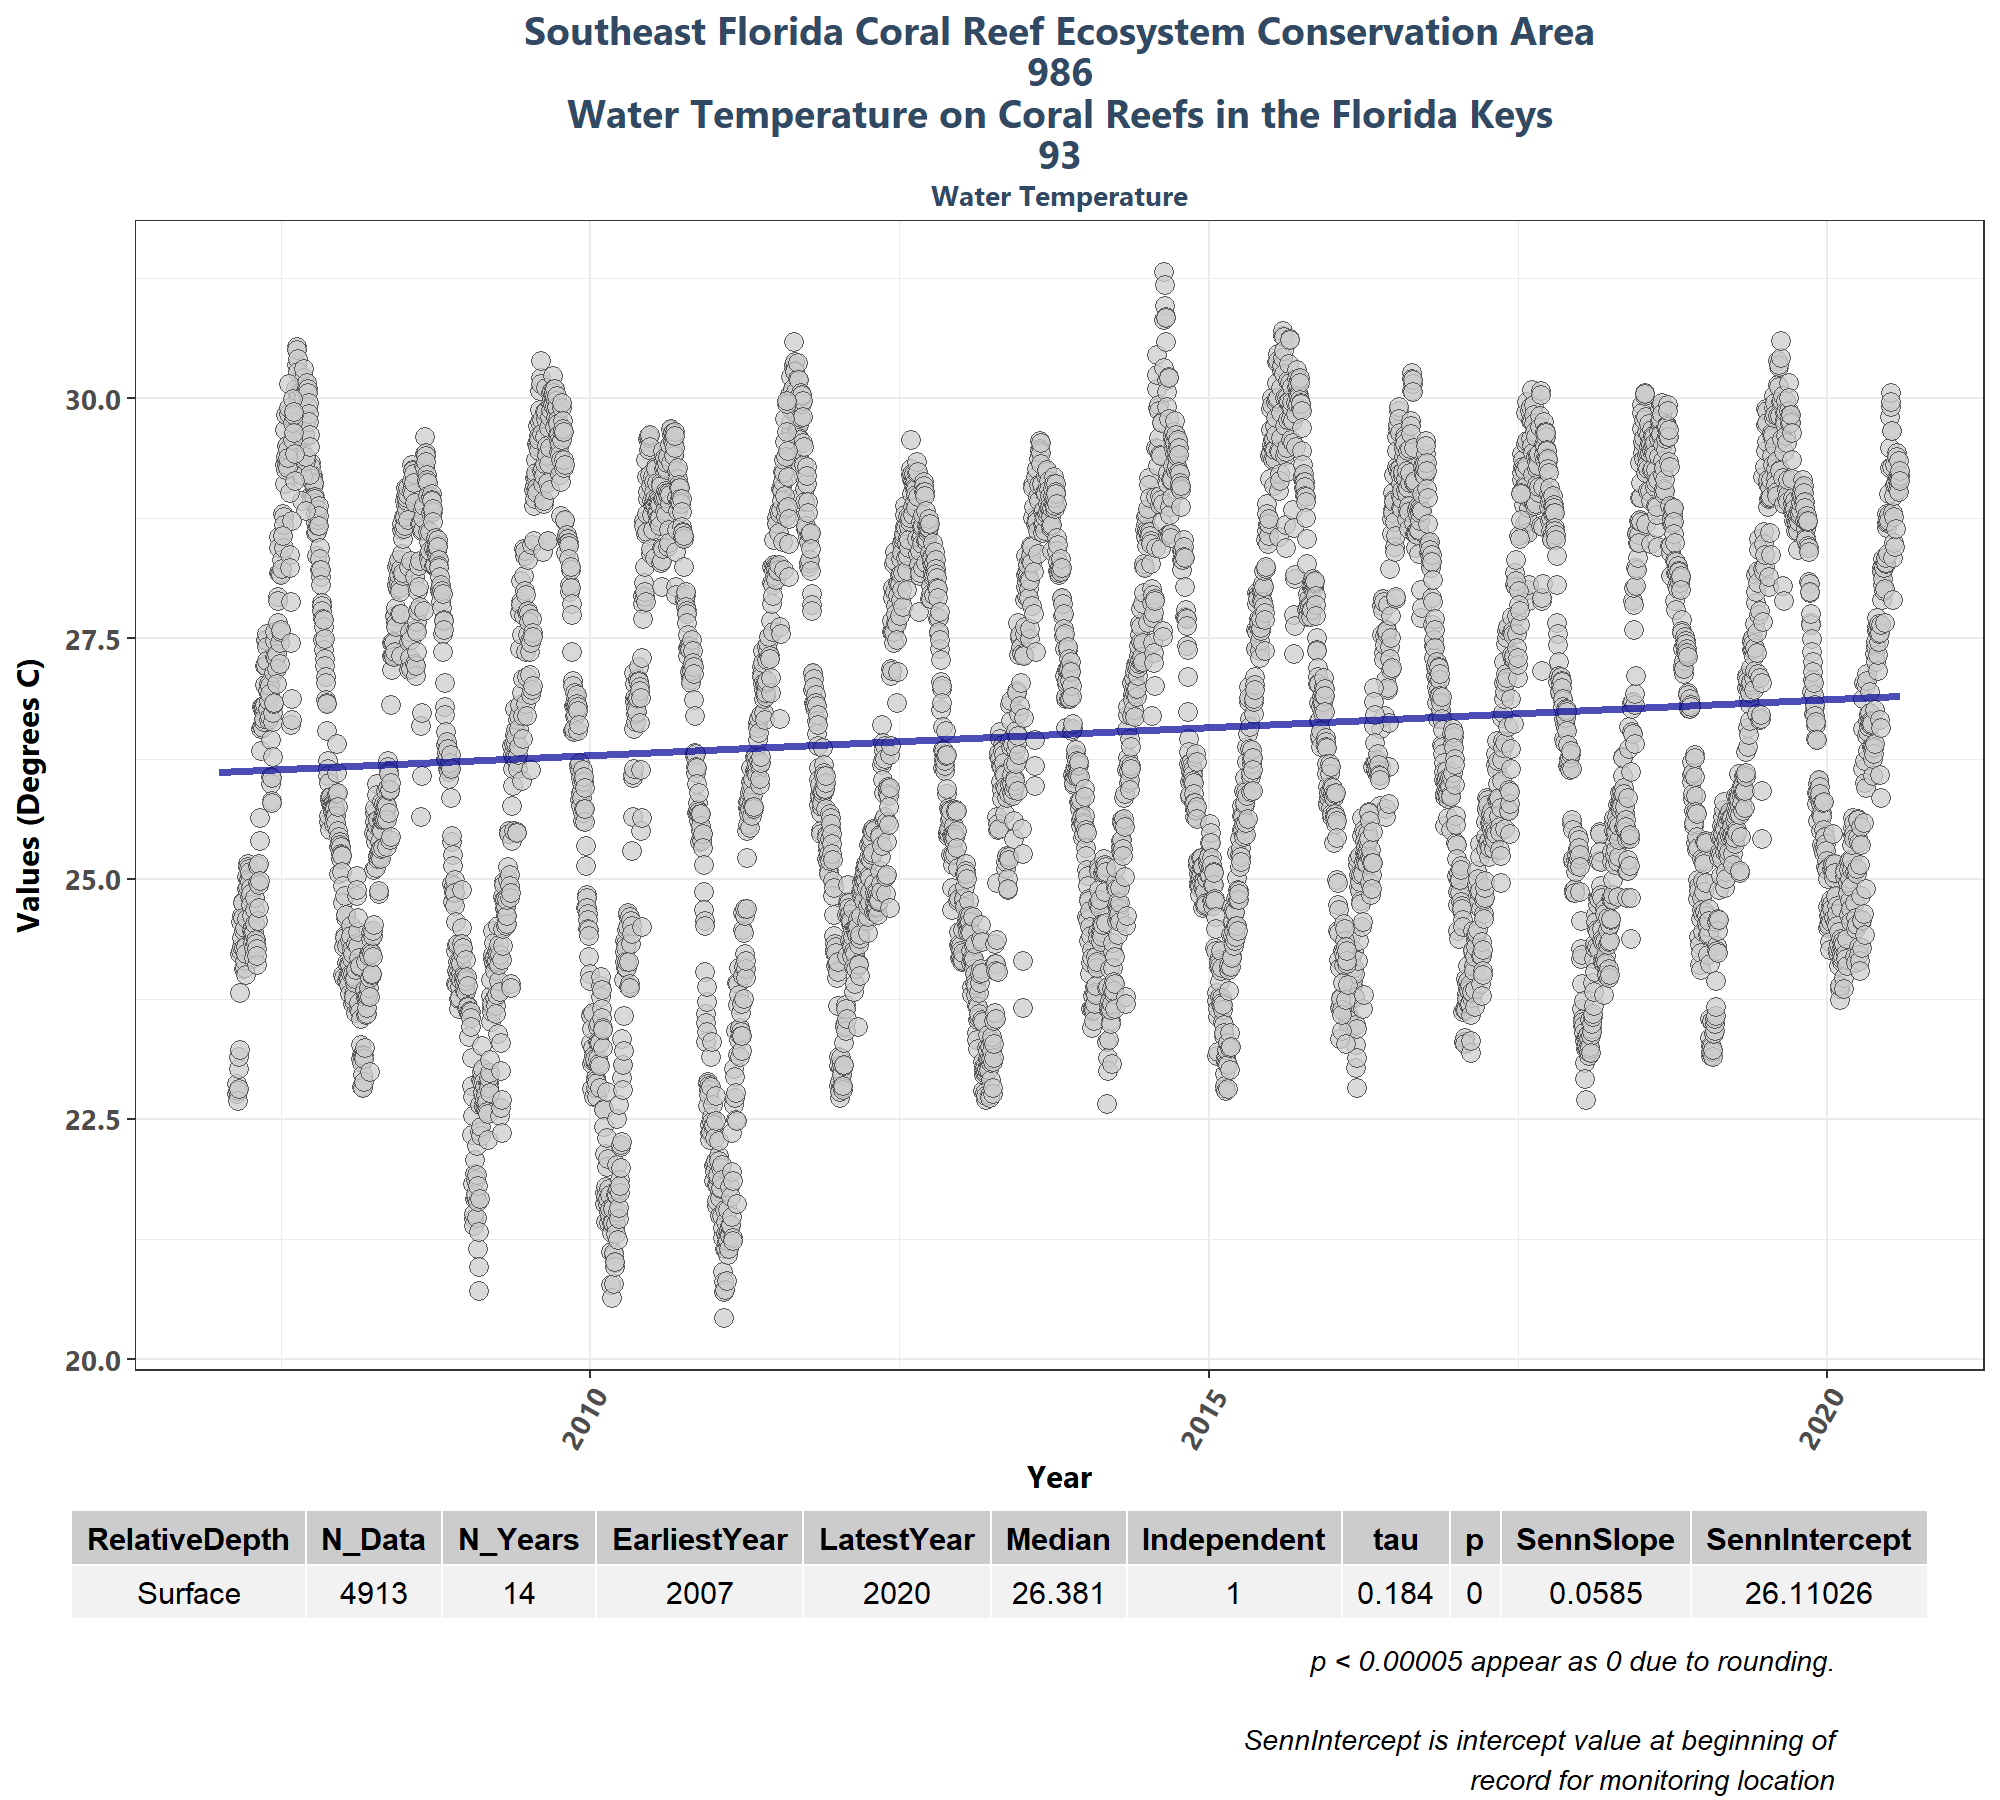 Southeast Florida Coral Reef Ecosystem Conservation Area
986
Water Temperature on Coral Reefs in the Florida Keys
93
Water Temperature
Values (Degrees C)
30.0
27.5
25.0
22.5
20.0
2010
2015
2020
Year
RelativeDepth N_Data N_Years EarliestYear LatestYear Median Independent tau p SennSlope SennIntercept
Surface 4913 14 2007 2020 26.381 1 0.184 0 0.0585 26.11026
p < 0.00005 appear as 0 due to rounding.
SennIntercept is intercept value at beginning of
record for monitoring location